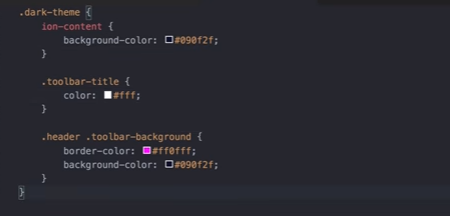 .dark-theme {
ion-content {
background-color: #090f2f;
}
.toolbar-title {
color: #fff;
}
.header .toolbar-background {
border-color: #ff0fff;
background-color: #090f2f;
}
}